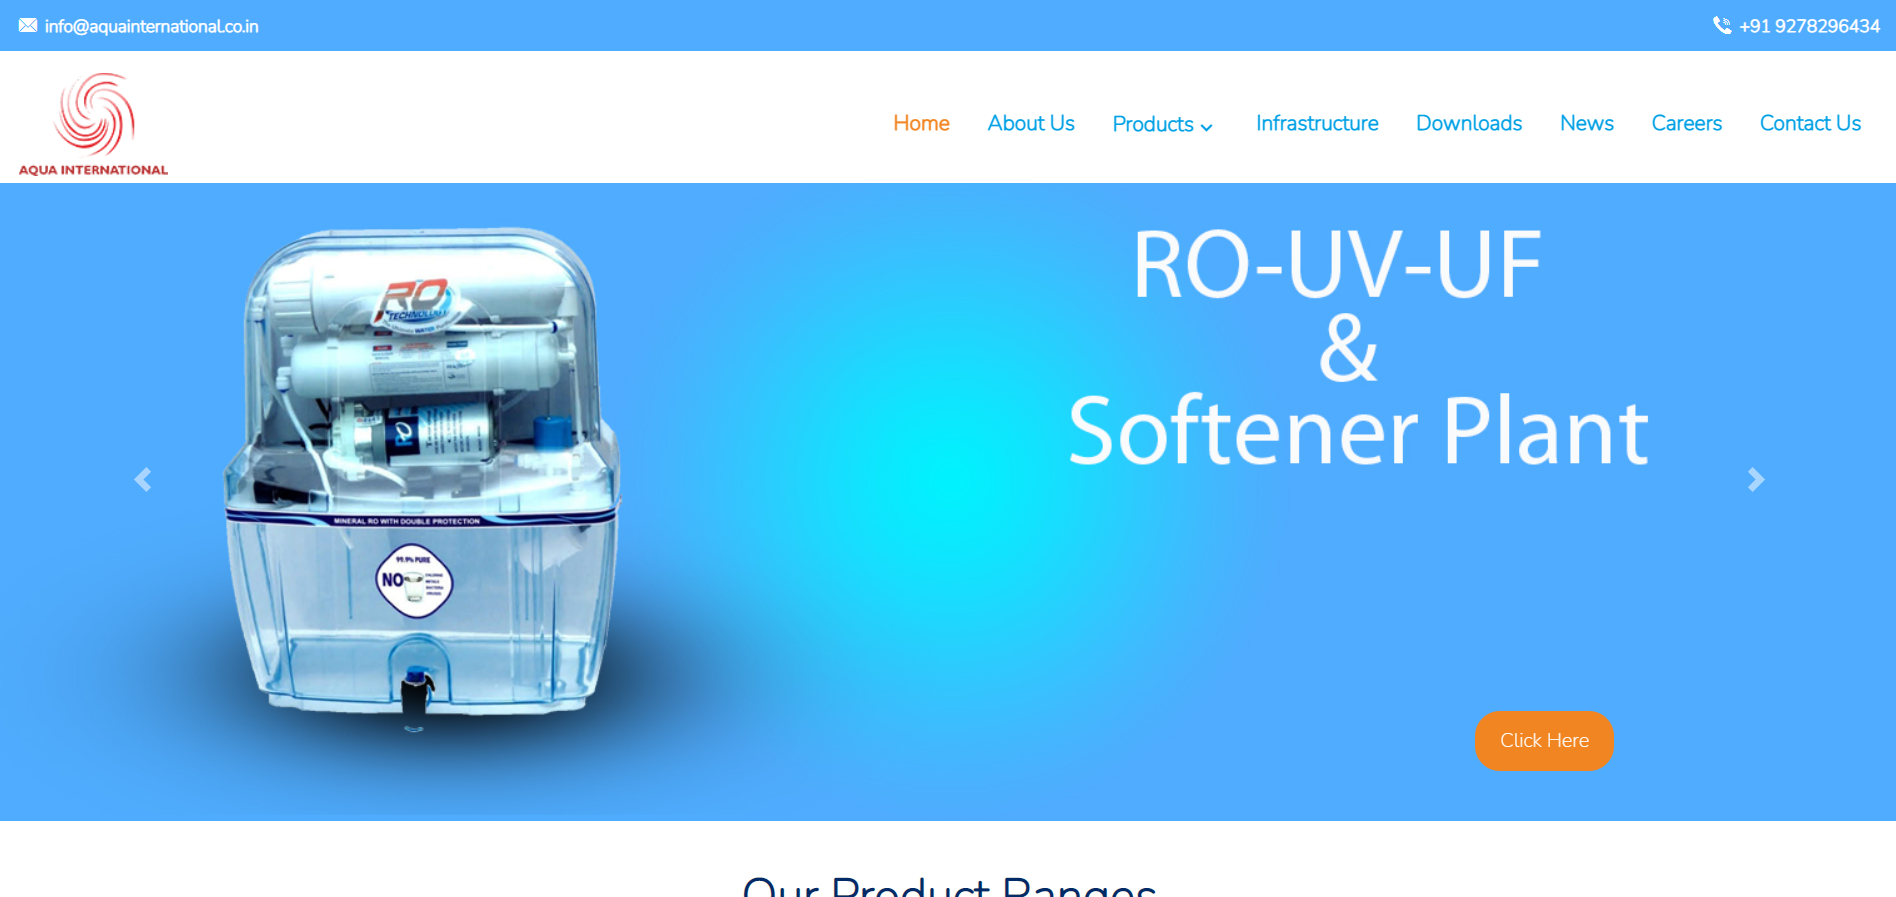 info@aquainternational.co.in
+91 9278296434
AQUA INTERNATIONAL
Home About Us Products Infrastructure Downloads News Careers Contact Us
RO-UV-UF
&
Softener Plant
RO
TECHNOLOGY
MINERAL RO WITH DOUBLE PROTECTION
99.9% PURE
NO
Click Here
Our Product Ranges